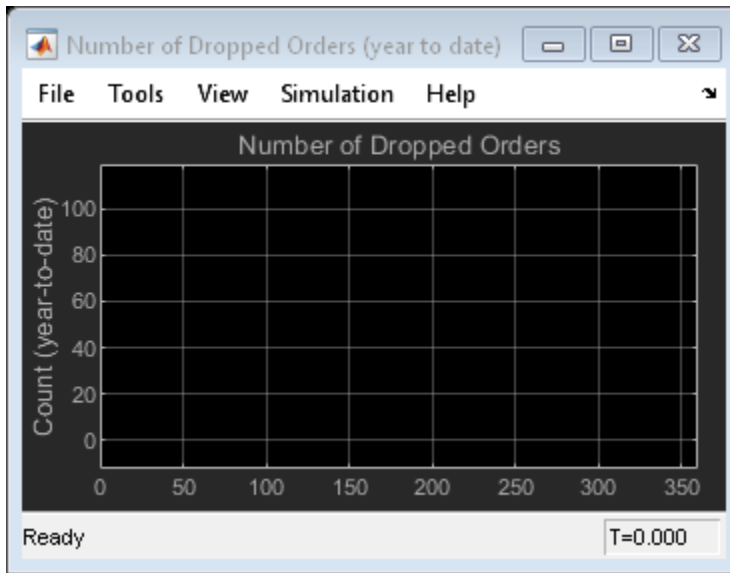 Number of Dropped Orders (year to date)
File Tools View Simulation Help
Number of Dropped Orders
Count (year-to-date)
100
80
60
40
20
0
0 50 100 150 200 250 300 350
Ready T=0.000